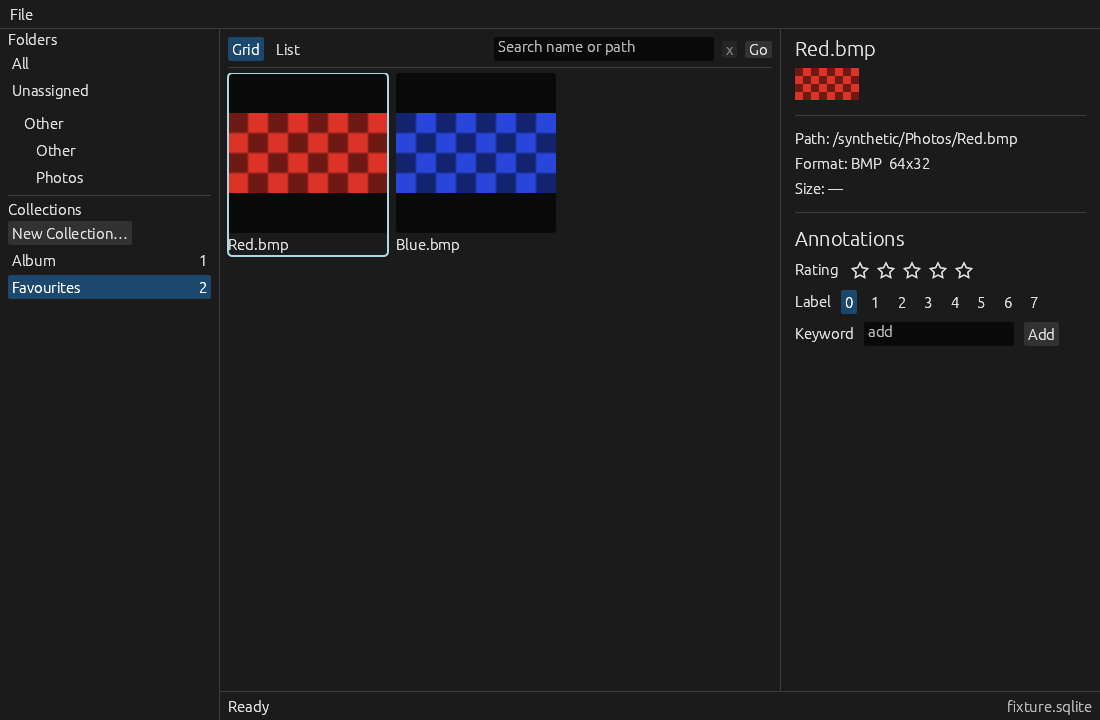 File
Folders
All
Unassigned
Other
Other
Photos
Collections
New Collection...
Album 1
Favourites 2
Grid List Search name or path x Go
Red.bmp Blue.bmp
Red.bmp
Path: /synthetic/Photos/Red.bmp
Format: BMP 64x32
Size: —
Annotations
Rating
Label 0 1 2 3 4 5 6 7
Keyword add Add
Ready fixture.sqlite